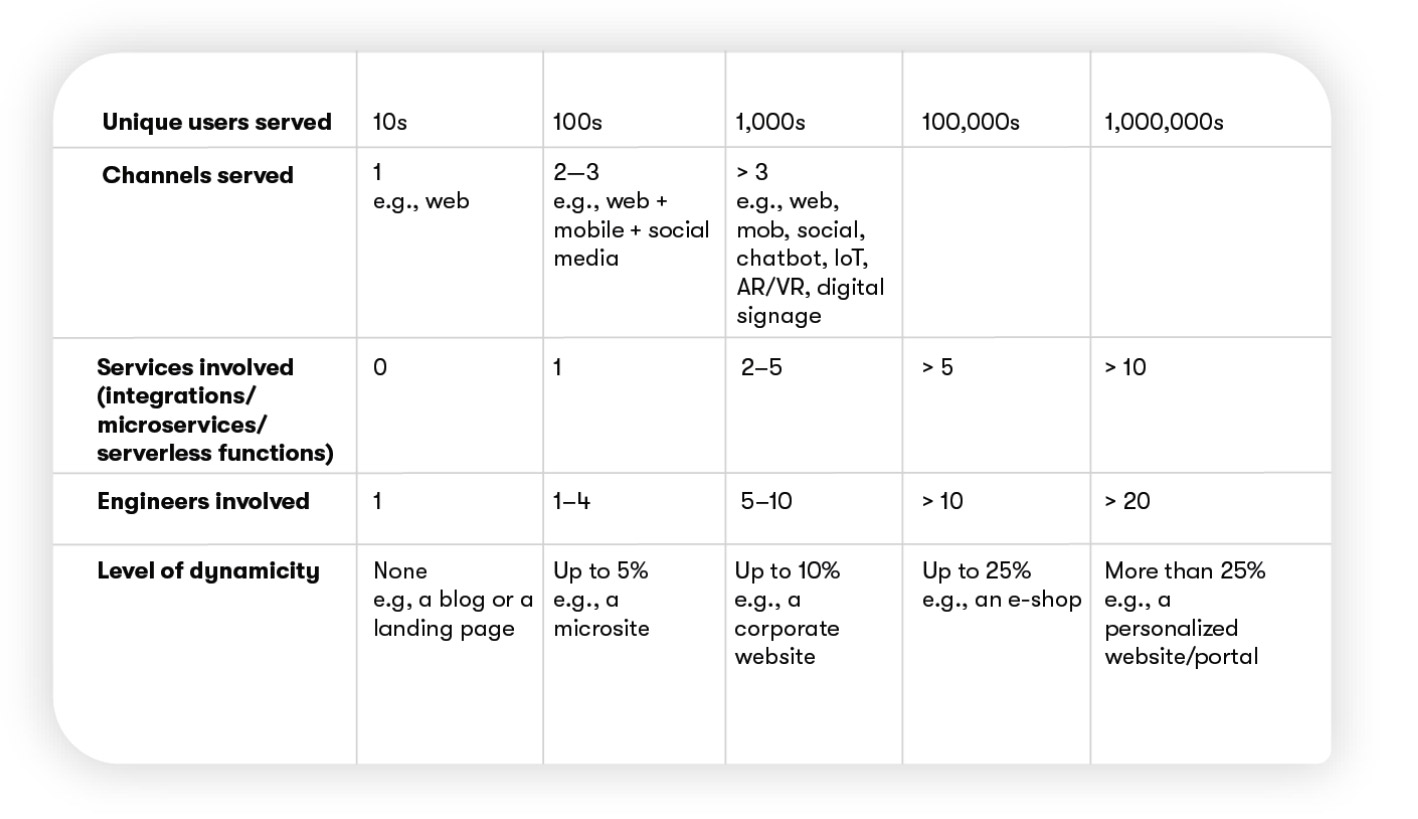 Unique users served 10s 100s 1,000s 100,000s 1,000,000s
Channels served
1
e.g., web
2—3
e.g., web +
mobile + social
media
> 3
e.g., web,
mob, social,
chatbot, IoT,
AR/VR, digital
signage
Services involved
(integrations/
microservices/
serverless functions)
0
1
2–5
> 5
> 10
Engineers involved
1
1–4
5–10
> 10
> 20
Level of dynamicity
None
e.g, a blog or a
landing page
Up to 5%
e.g., a
microsite
Up to 10%
e.g., a
corporate
website
Up to 25%
e.g., an e-shop
More than 25%
e.g., a
personalized
website/portal